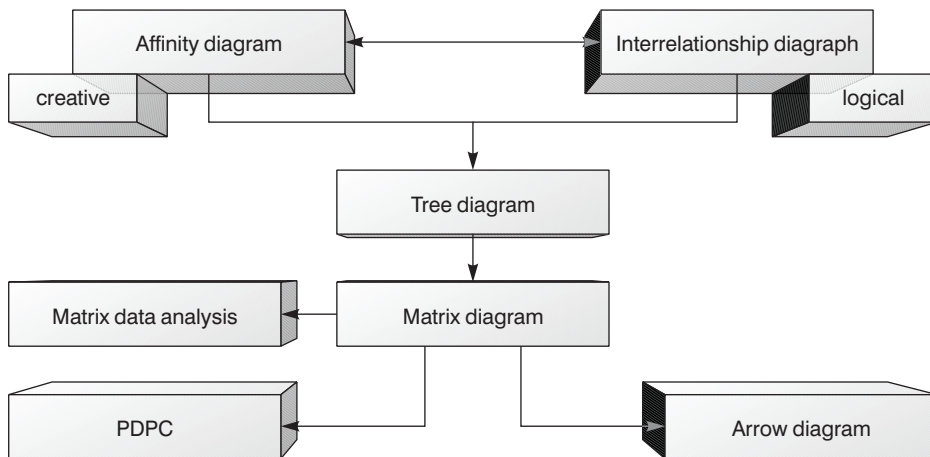 Affinity diagram
Interrelationship diagraph
creative
logical
Tree diagram
Matrix data analysis
Matrix diagram
PDPC
Arrow diagram